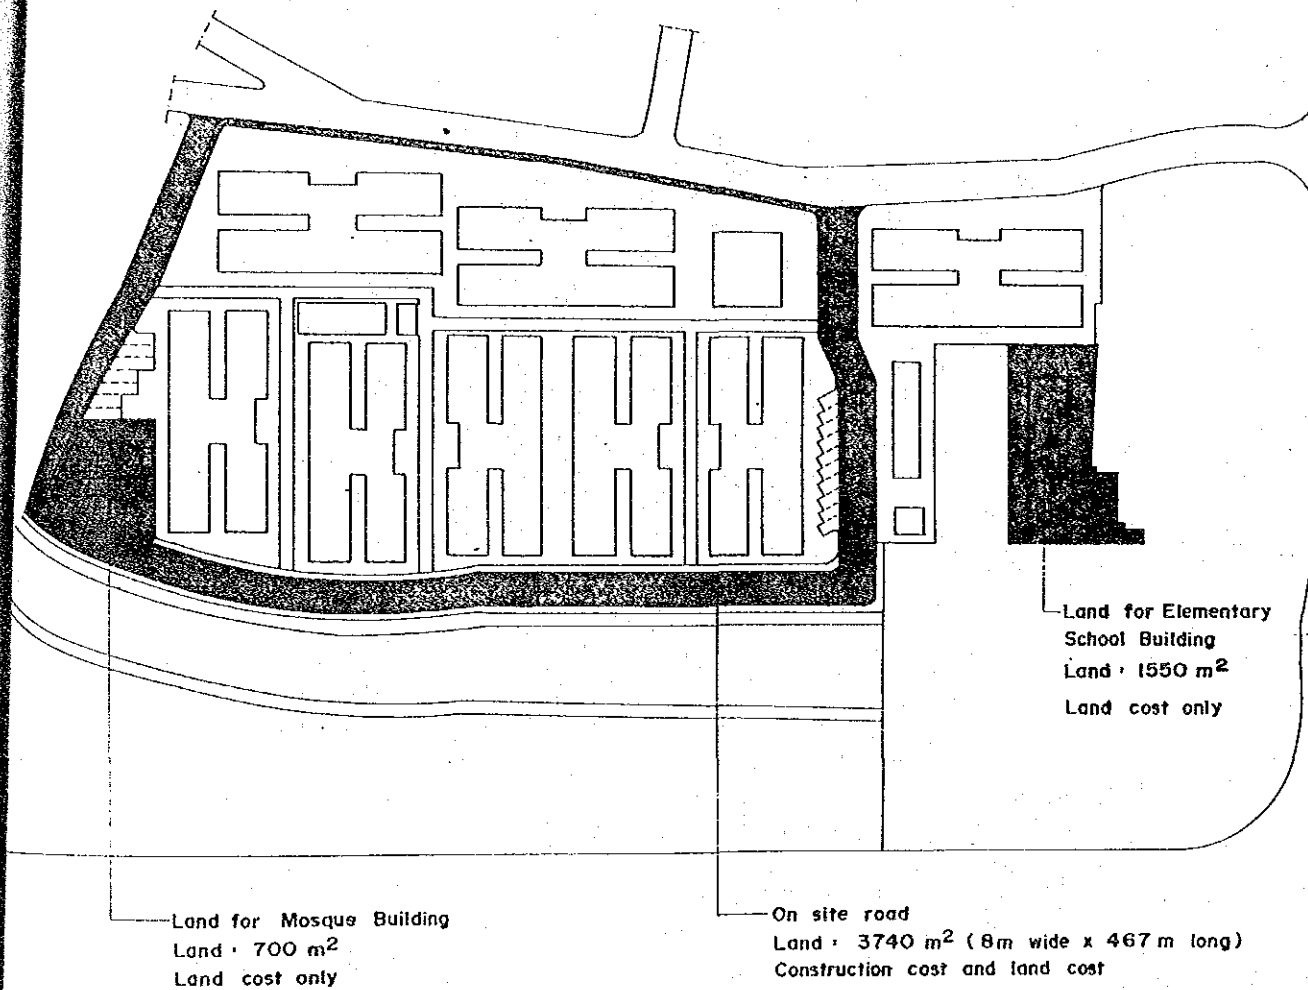 Land for Elementary
School Building
Land : 1550 m²
Land cost only
Land for Mosque Building
Land : 700 m²
Land cost only
On site road
Land : 3740 m² ( 8m wide x 467 m long)
Construction cost and land cost